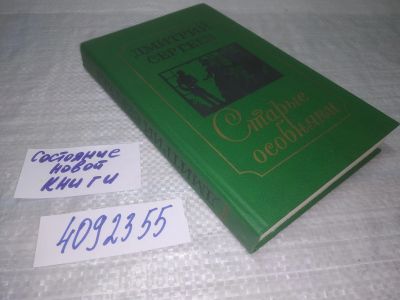 ДМИТРИЙ
СЕРГЕЕВ
Старые
особняки
Состояние
новой
книги
4092355